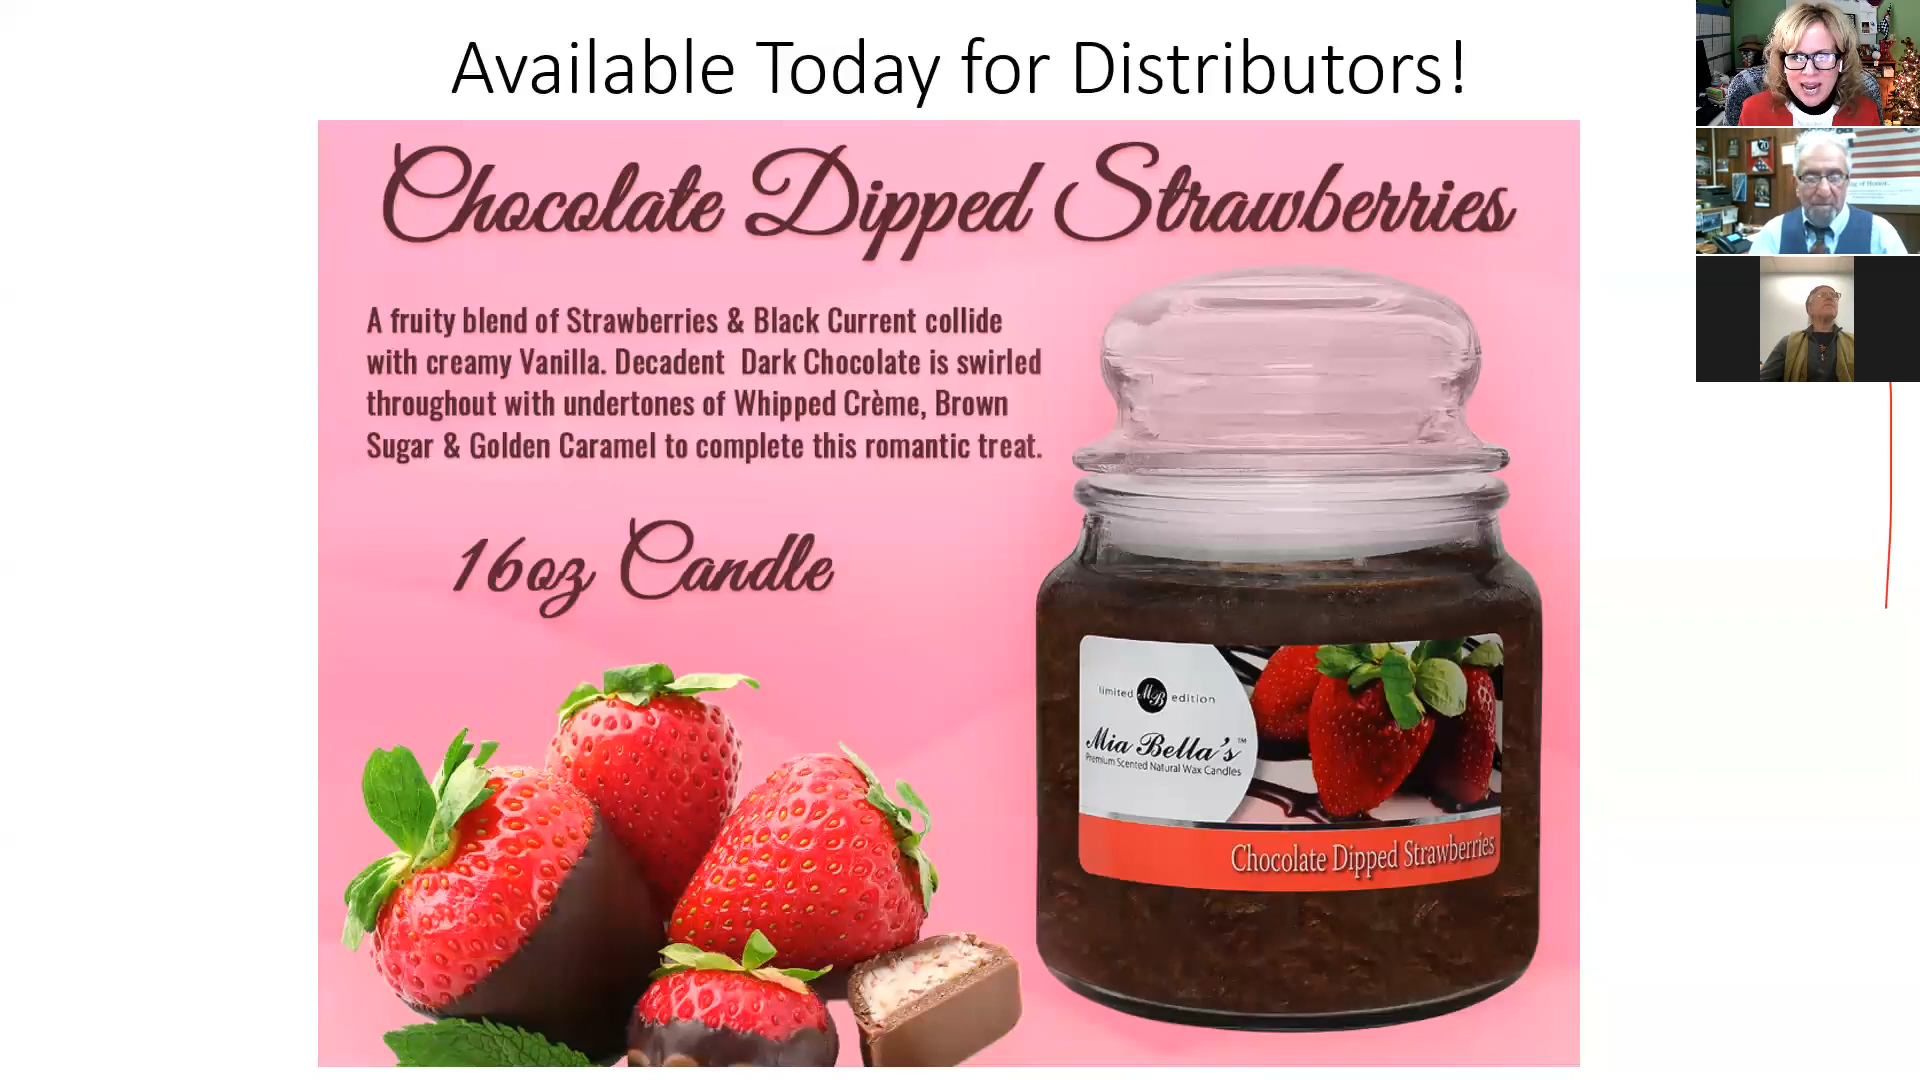 Available Today for Distributors!
Chocolate Dipped Strawberries
A fruity blend of Strawberries & Black Current collide
with creamy Vanilla. Decadent Dark Chocolate is swirled
throughout with undertones of Whipped Crème, Brown
Sugar & Golden Caramel to complete this romantic treat.
16oz Candle
limited MB edition
Mia Bella's™
Premium Scented Natural Wax Candles
Chocolate Dipped Strawberries